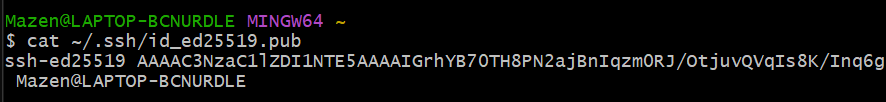 Mazen@LAPTOP-BCNURDLE MINGW64 ~
$ cat ~/.ssh/id_ed25519.pub
ssh-ed25519 AAAAC3NzaC1lZDI1NTE5AAAAIGrhYB7OTH8PN2ajBnIqzm0RJ/OtjuvQVqIs8K/Inq6g
Mazen@LAPTOP-BCNURDLE